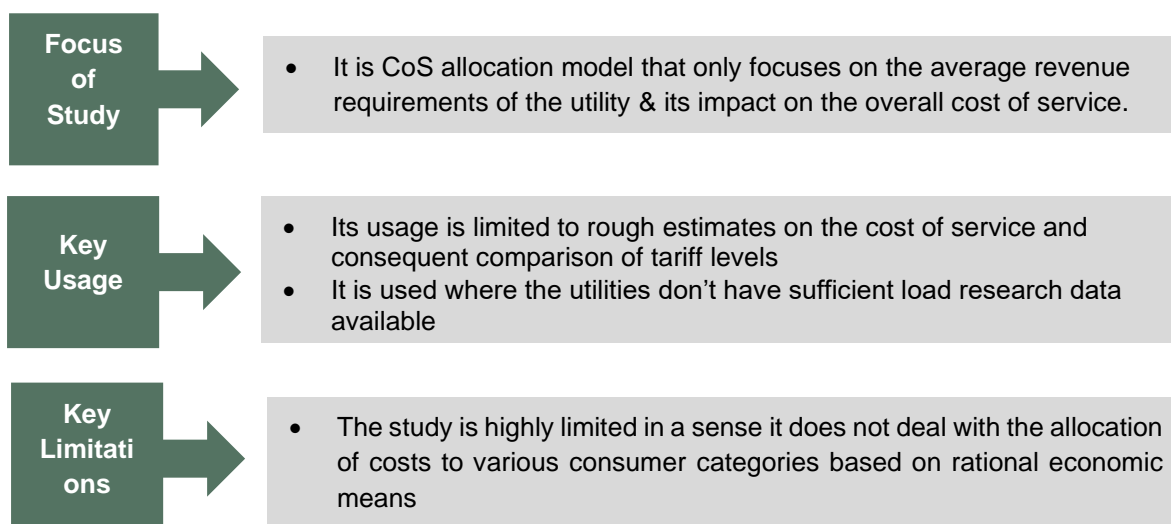 Focus
of
Study
• It is CoS allocation model that only focuses on the average revenue
requirements of the utility & its impact on the overall cost of service.
Key
Usage
• Its usage is limited to rough estimates on the cost of service and
consequent comparison of tariff levels
• It is used where the utilities don’t have sufficient load research data
available
Key
Limitati
ons
• The study is highly limited in a sense it does not deal with the allocation
of costs to various consumer categories based on rational economic
means